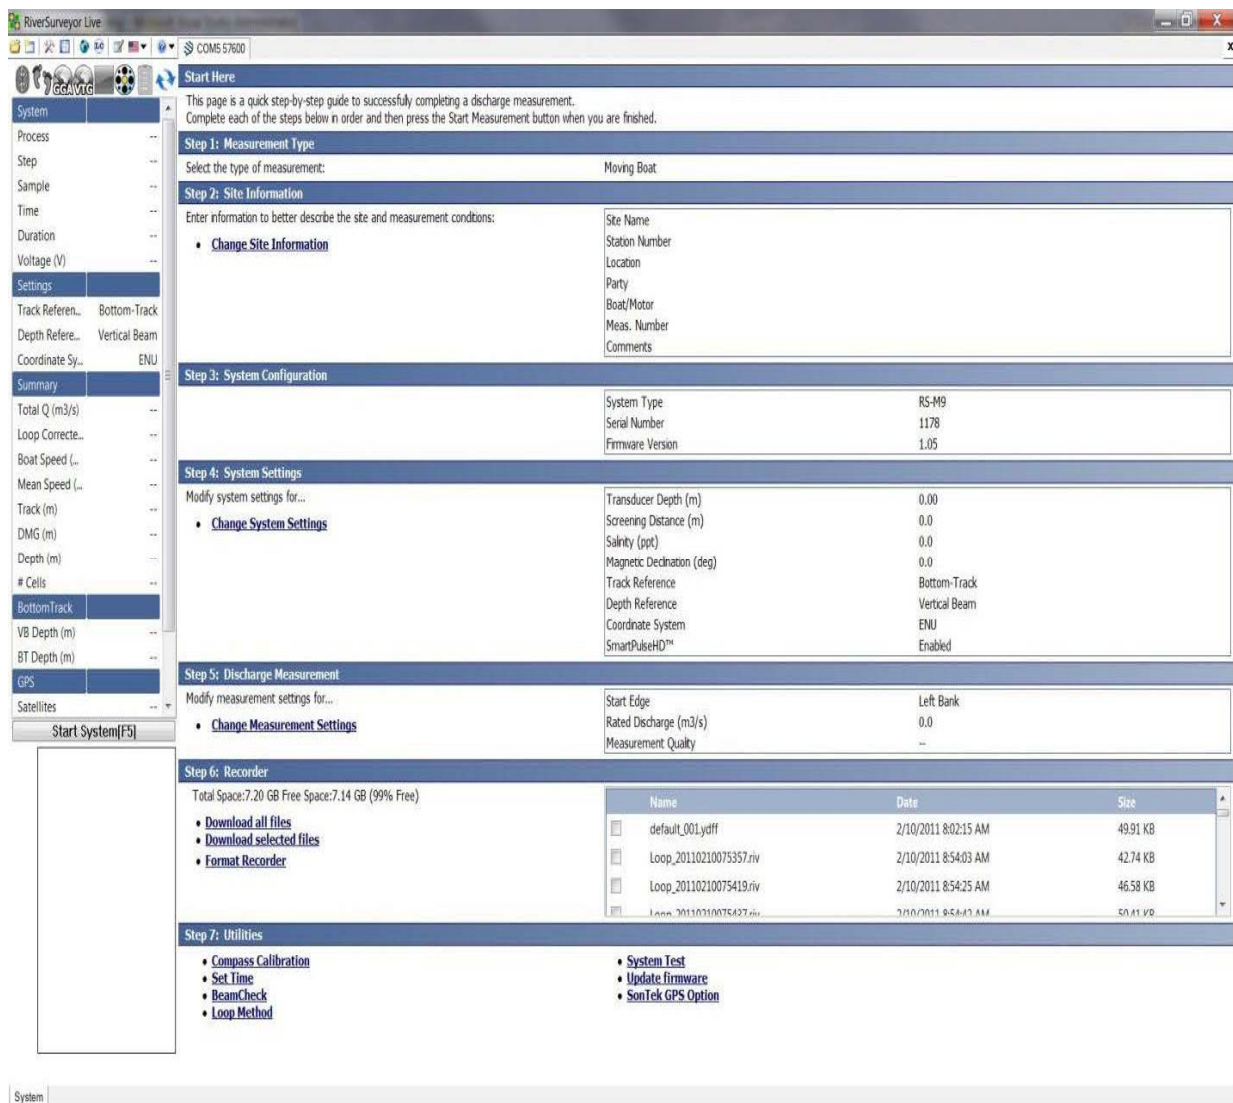 RiverSurveyor Live
COM5 57600
x
GGA VTG
Start Here
This page is a quick step-by-step guide to successfully completing a discharge measurement.
Complete each of the steps below in order and then press the Start Measurement button when you are finished.
System
Process --
Step --
Sample --
Time --
Duration --
Voltage (V) --
Settings
Track Referen... Bottom-Track
Depth Refere... Vertical Beam
Coordinate Sy... ENU
Summary
Total Q (m3/s) --
Loop Correcte... --
Boat Speed (... --
Mean Speed (... --
Track (m) --
DMG (m) --
Depth (m) --
# Cells --
BottomTrack
VB Depth (m) --
BT Depth (m) --
GPS
Satellites --
Start System[F5]
Step 1: Measurement Type
Select the type of measurement: Moving Boat
Step 2: Site Information
Enter information to better describe the site and measurement conditions:
• Change Site Information
Site Name
Station Number
Location
Party
Boat/Motor
Meas. Number
Comments
Step 3: System Configuration
System Type RS-M9
Serial Number 1178
Firmware Version 1.05
Step 4: System Settings
Modify system settings for...
• Change System Settings
Transducer Depth (m) 0.00
Screening Distance (m) 0.0
Salinity (ppt) 0.0
Magnetic Declination (deg) 0.0
Track Reference Bottom-Track
Depth Reference Vertical Beam
Coordinate System ENU
SmartPulseHD™ Enabled
Step 5: Discharge Measurement
Modify measurement settings for...
• Change Measurement Settings
Start Edge Left Bank
Rated Discharge (m3/s) 0.0
Measurement Quality --
Step 6: Recorder
Total Space:7.20 GB Free Space:7.14 GB (99% Free)
• Download all files
• Download selected files
• Format Recorder
Name Date Size
default_001.ydff 2/10/2011 8:02:15 AM 49.91 KB
Loop_20110210075357.riv 2/10/2011 8:54:03 AM 42.74 KB
Loop_20110210075419.riv 2/10/2011 8:54:25 AM 46.58 KB
Loop_20110210075437.riv 2/10/2011 8:54:42 AM 50.41 KB
Step 7: Utilities
• Compass Calibration
• Set Time
• BeamCheck
• Loop Method
• System Test
• Update firmware
• SonTek GPS Option
System